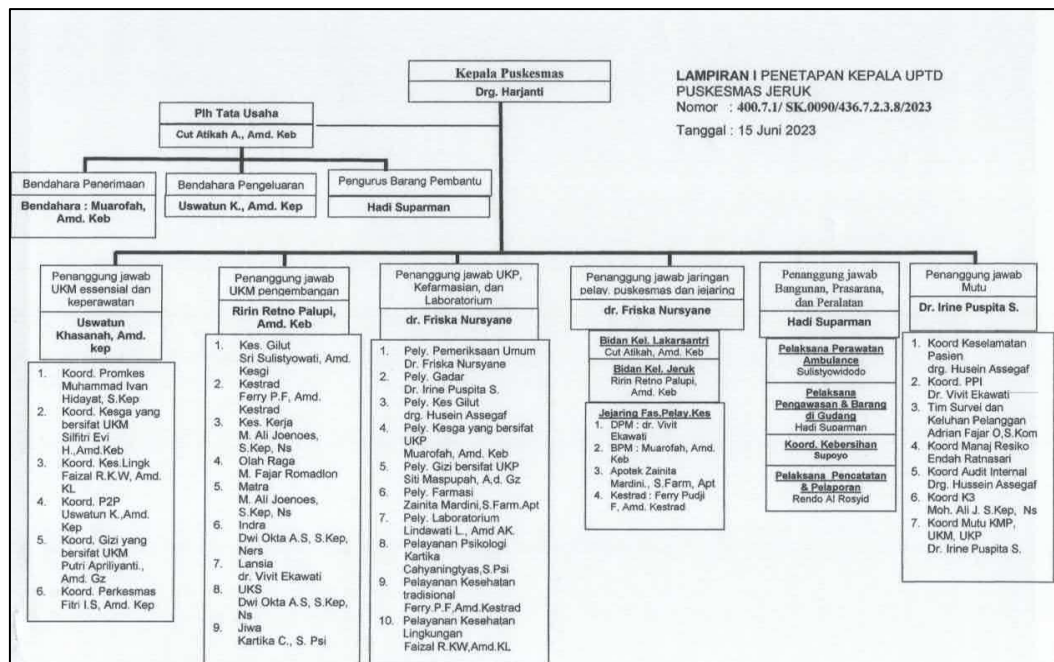 Kepala Puskesmas
Drg. Harjanti
LAMPIRAN I PENETAPAN KEPALA UPTD
PUSKESMAS JERUK
Nomor : 400.7.1/ SK.0090/436.7.2.3.8/2023
Tanggal : 15 Juni 2023
Plh Tata Usaha
Cut Atikah A., Amd. Keb
Bendahara Penerimaan
Bendahara : Muarofah,
Amd. Keb
Bendahara Pengeluaran
Uswatun K., Amd. Kep
Pengurus Barang Pembantu
Hadi Suparman
Penanggung jawab
UKM essensial dan
keperawatan
Uswatun
Khasanah, Amd.
kep
1. Koord. Promkes
Muhammad Ivan
Hidayat, S.Kep
2. Koord. Kesga yang
bersifat UKM
Silfitri Evi
H.,Amd.Keb
3. Koord. Kes.Lingk
Faizal R.K.W, Amd.
KL
4. Koord. P2P
Uswatun K.,Amd.
Kep
5. Koord. Gizi yang
bersifat UKM
Putri Apriliyanti.,
Amd. Gz
6. Koord. Perkesmas
Fitri I.S, Amd. Kep
Penanggung jawab
UKM pengembangan
Ririn Retno Palupi,
Amd. Keb
1. Kes. Gilut
Sri Sulistyowati, Amd.
Kesgi
2. Kestrad
Ferry P.F, Amd.
Kestrad
3. Kes. Kerja
M. Ali Joenoes,
S.Kep, Ns
4. Olah Raga
M. Fajar Romadlon
5. Matra
M. Ali Joenoes,
S.Kep, Ns
6. Indra
Dwi Okta A.S, S.Kep,
Ners
7. Lansia
dr. Vivit Ekawati
8. UKS
Dwi Okta A.S, S.Kep,
Ns
9. Jiwa
Kartika C., S. Psi
Penanggung jawab UKP,
Kefarmasian, dan
Laboratorium
dr. Friska Nursyane
1. Pely. Pemeriksaan Umum
Dr. Friska Nursyane
2. Pely. Gadar
Dr. Irine Puspita S.
3. Pely. Kes Gilut
drg. Husein Assegaf
4. Pely. Kesga yang bersifat
UKP
Muarofah, Amd. Keb
5. Pely. Gizi bersifat UKP
Siti Maspupah, A,d. Gz
6. Pely. Farmasi
Zainita Mardini,S.Farm,Apt
7. Pely. Laboratorium
Lindawati L., Amd AK.
8. Pelayanan Psikologi
Kartika
Cahyaningtyas,S.Psi
9. Pelayanan Kesehatan
tradisional
Ferry.P.F,Amd.Kestrad
10. Pelayanan Kesehatan
Lingkungan
Faizal R.KW,Amd.KL
Penanggung jawab jaringan
pelay. puskesmas dan jejaring
dr. Friska Nursyane
Bidan Kel. Lakarsantri
Cut Atikah, Amd. Keb
Bidan Kel. Jeruk
Ririn Retno Palupi,
Amd. Keb
Jejaring Fas.Pelay.Kes
1. DPM : dr. Vivit
Ekawati
2. BPM : Muarofah, Amd.
Keb
3. Apotek Zainita
Mardini., S.Farm, Apt
4. Kestrad : Ferry Pudji
F, Amd. Kestrad
Penanggung jawab
Bangunan, Prasarana,
dan Peralatan
Hadi Suparman
Pelaksana Perawatan
Ambulance
Sulistyowidodo
Pelaksana
Pengawasan & Barang
di Gudang
Hadi Suparman
Koord. Kebersihan
Supoyo
Pelaksana Pencatatan
& Pelaporan
Rendo Al Rosyid
Penanggung jawab
Mutu
Dr. Irine Puspita S.
1 Koord Keselamatan
Pasien
drg. Husein Assegaf
2 Koord. PPI
Dr. Vivit Ekawati
3 Tim Survei dan
Keluhan Pelanggan
Adrian Fajar O,S.Kom
4 Koord Manaj Resiko
Endah Ratnasari
5 Koord Audit Internal
Drg. Hussein Assegaf
6 Koord K3
Moh. Ali J. S.Kep, Ns
7 Koord Mutu KMP,
UKM, UKP
Dr. Irine Puspita S.